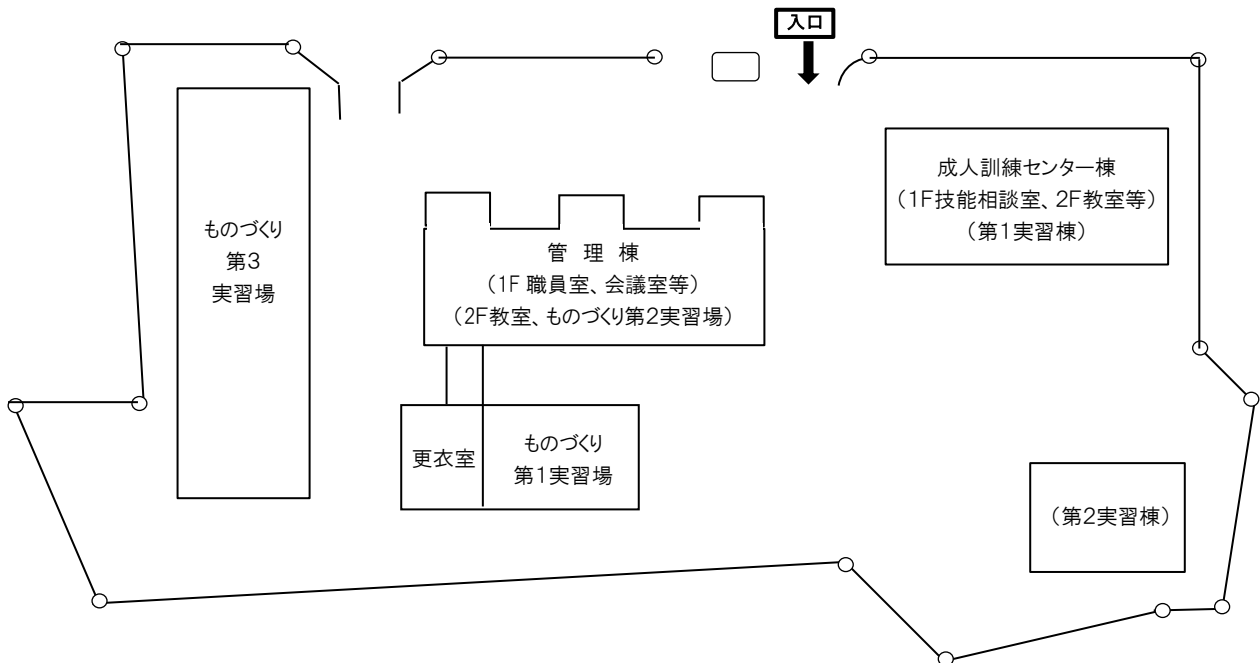 入口
成人訓練センター棟
（1F技能相談室、2F教室等）
（第1実習棟）
ものづくり
第3
実習場
管 理 棟
（1F 職員室、会議室等）
（2F教室、ものづくり第2実習場）
更衣室
ものづくり
第1実習場
（第2実習棟）